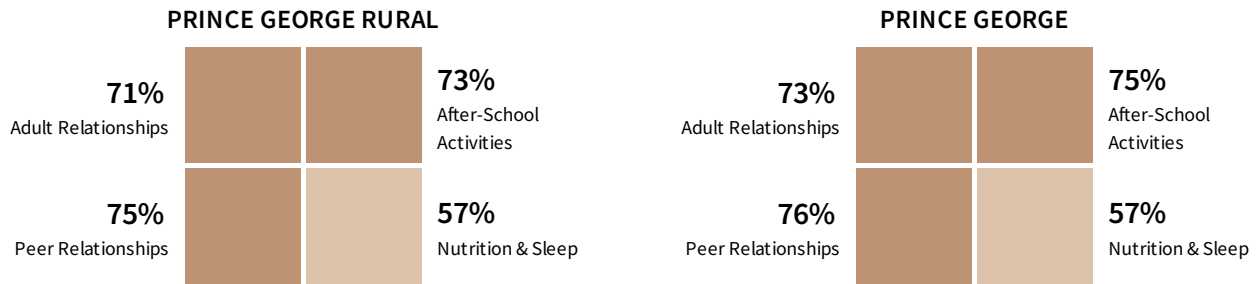 PRINCE GEORGE RURAL
71%
Adult Relationships
73%
After-School
Activities
75%
Peer Relationships
57%
Nutrition & Sleep
PRINCE GEORGE
73%
Adult Relationships
75%
After-School
Activities
76%
Peer Relationships
57%
Nutrition & Sleep